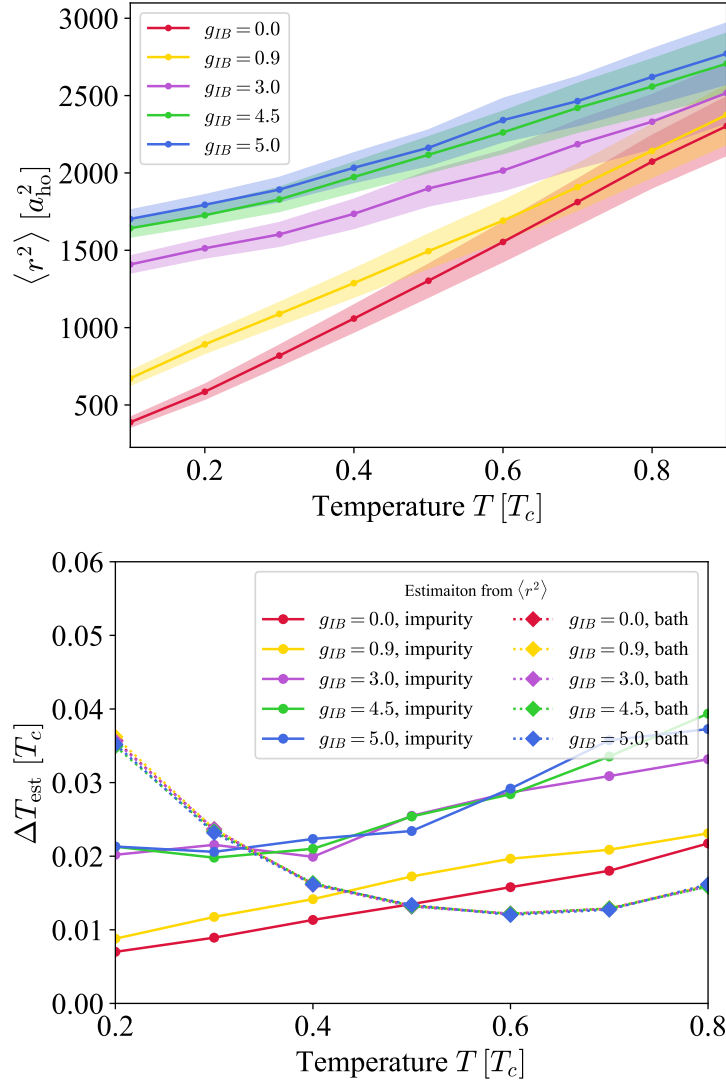 3000
2500
2000
1500
1000
500
⟨r²⟩ [a²ho.]
g_IB = 0.0
g_IB = 0.9
g_IB = 3.0
g_IB = 4.5
g_IB = 5.0
0.2 0.4 0.6 0.8
Temperature T [T_c]
0.06
0.05
0.04
0.03
0.02
0.01
0.00
ΔT_est [T_c]
Estimaiton from ⟨r²⟩
g_IB = 0.0, impurity g_IB = 0.0, bath
g_IB = 0.9, impurity g_IB = 0.9, bath
g_IB = 3.0, impurity g_IB = 3.0, bath
g_IB = 4.5, impurity g_IB = 4.5, bath
g_IB = 5.0, impurity g_IB = 5.0, bath
0.2 0.4 0.6 0.8
Temperature T [T_c]